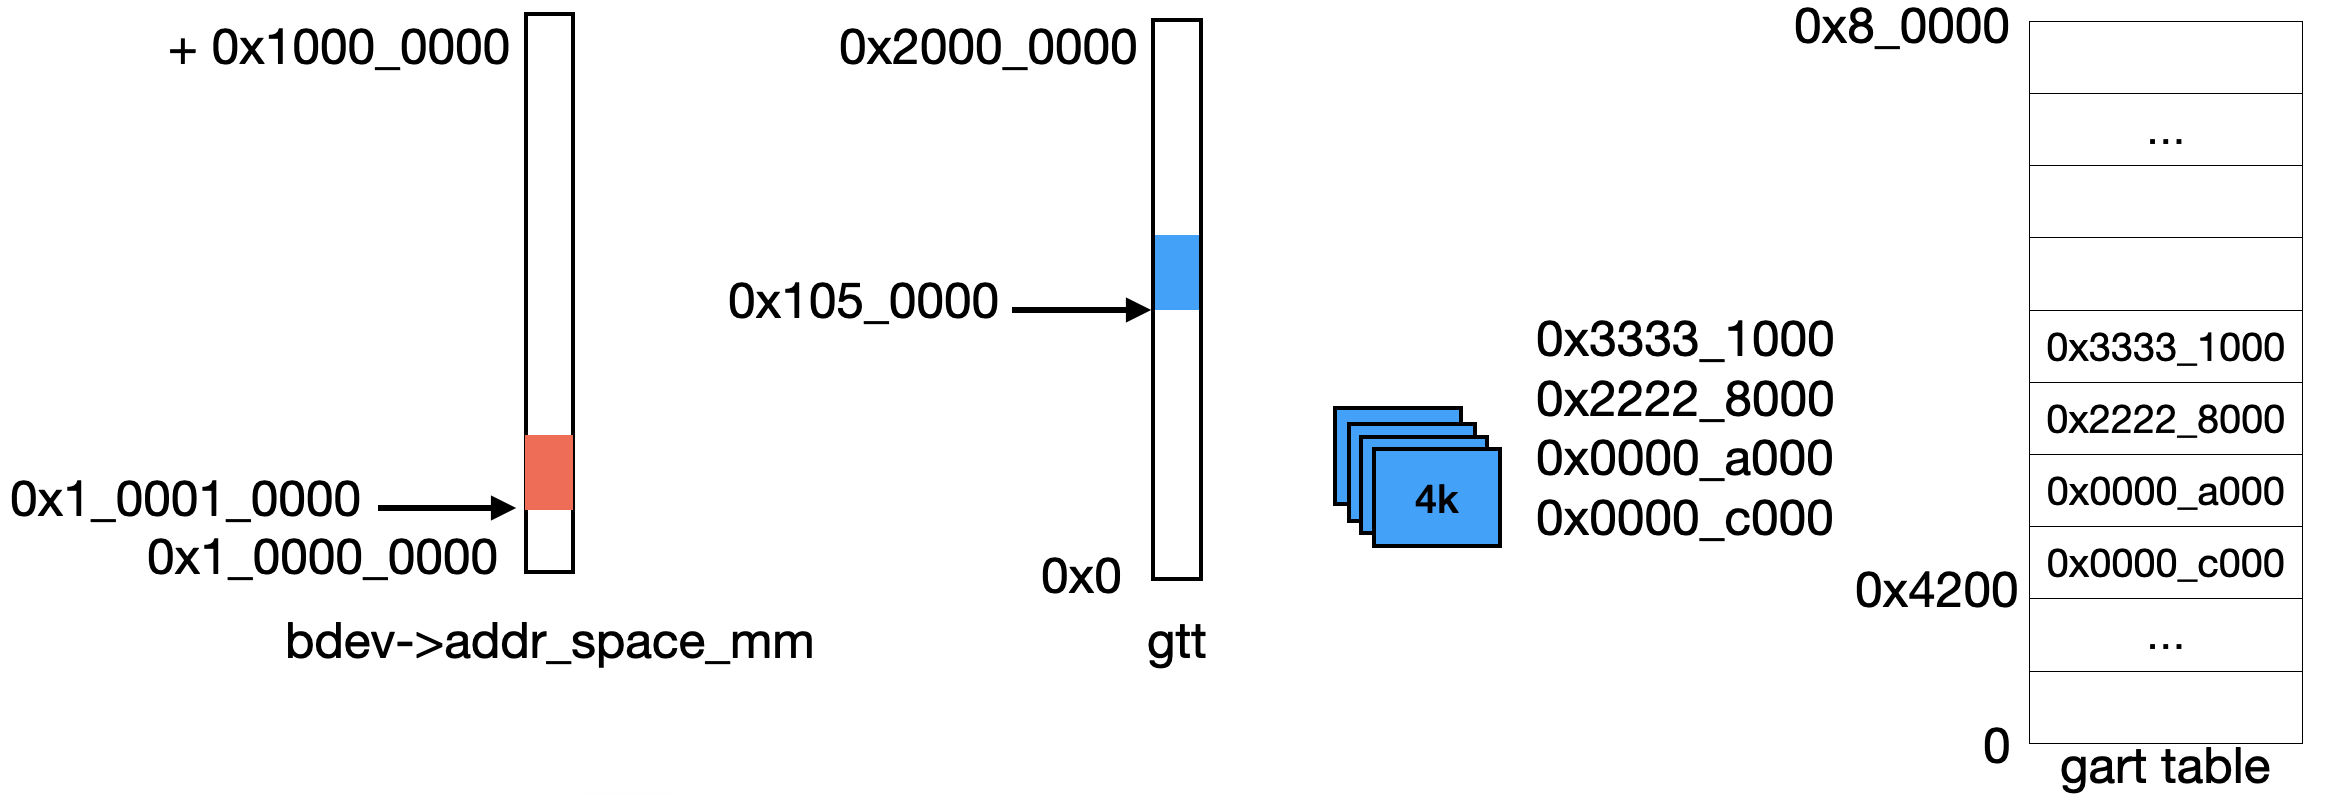 + 0x1000_0000
0x1_0001_0000
0x1_0000_0000
bdev->addr_space_mm
0x2000_0000
0x105_0000
0x0
gtt
4k
0x3333_1000
0x2222_8000
0x0000_a000
0x0000_c000
0x8_0000
...
0x3333_1000
0x2222_8000
0x0000_a000
0x0000_c000
0x4200
...
0
gart table